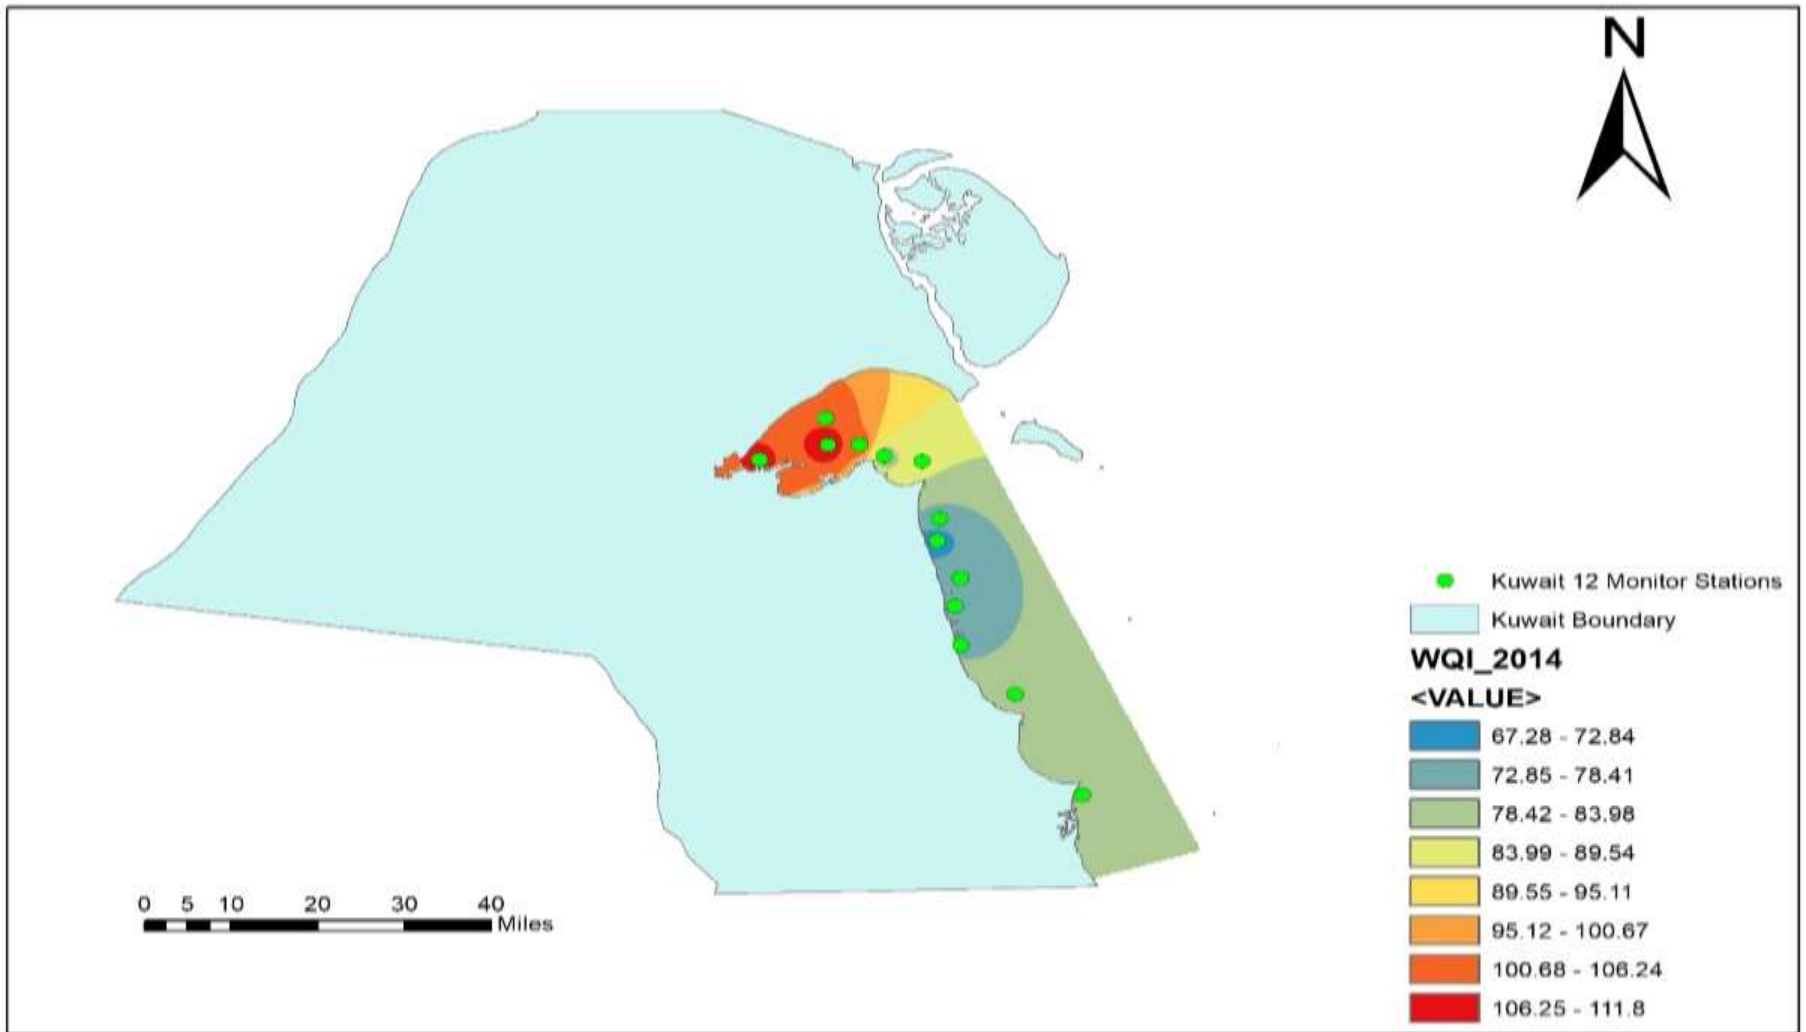 N
Kuwait 12 Monitor Stations
Kuwait Boundary
WQI_2014
<VALUE>
67.28 - 72.84
72.85 - 78.41
78.42 - 83.98
83.99 - 89.54
89.55 - 95.11
95.12 - 100.67
100.68 - 106.24
106.25 - 111.8
0 5 10 20 30 40
Miles